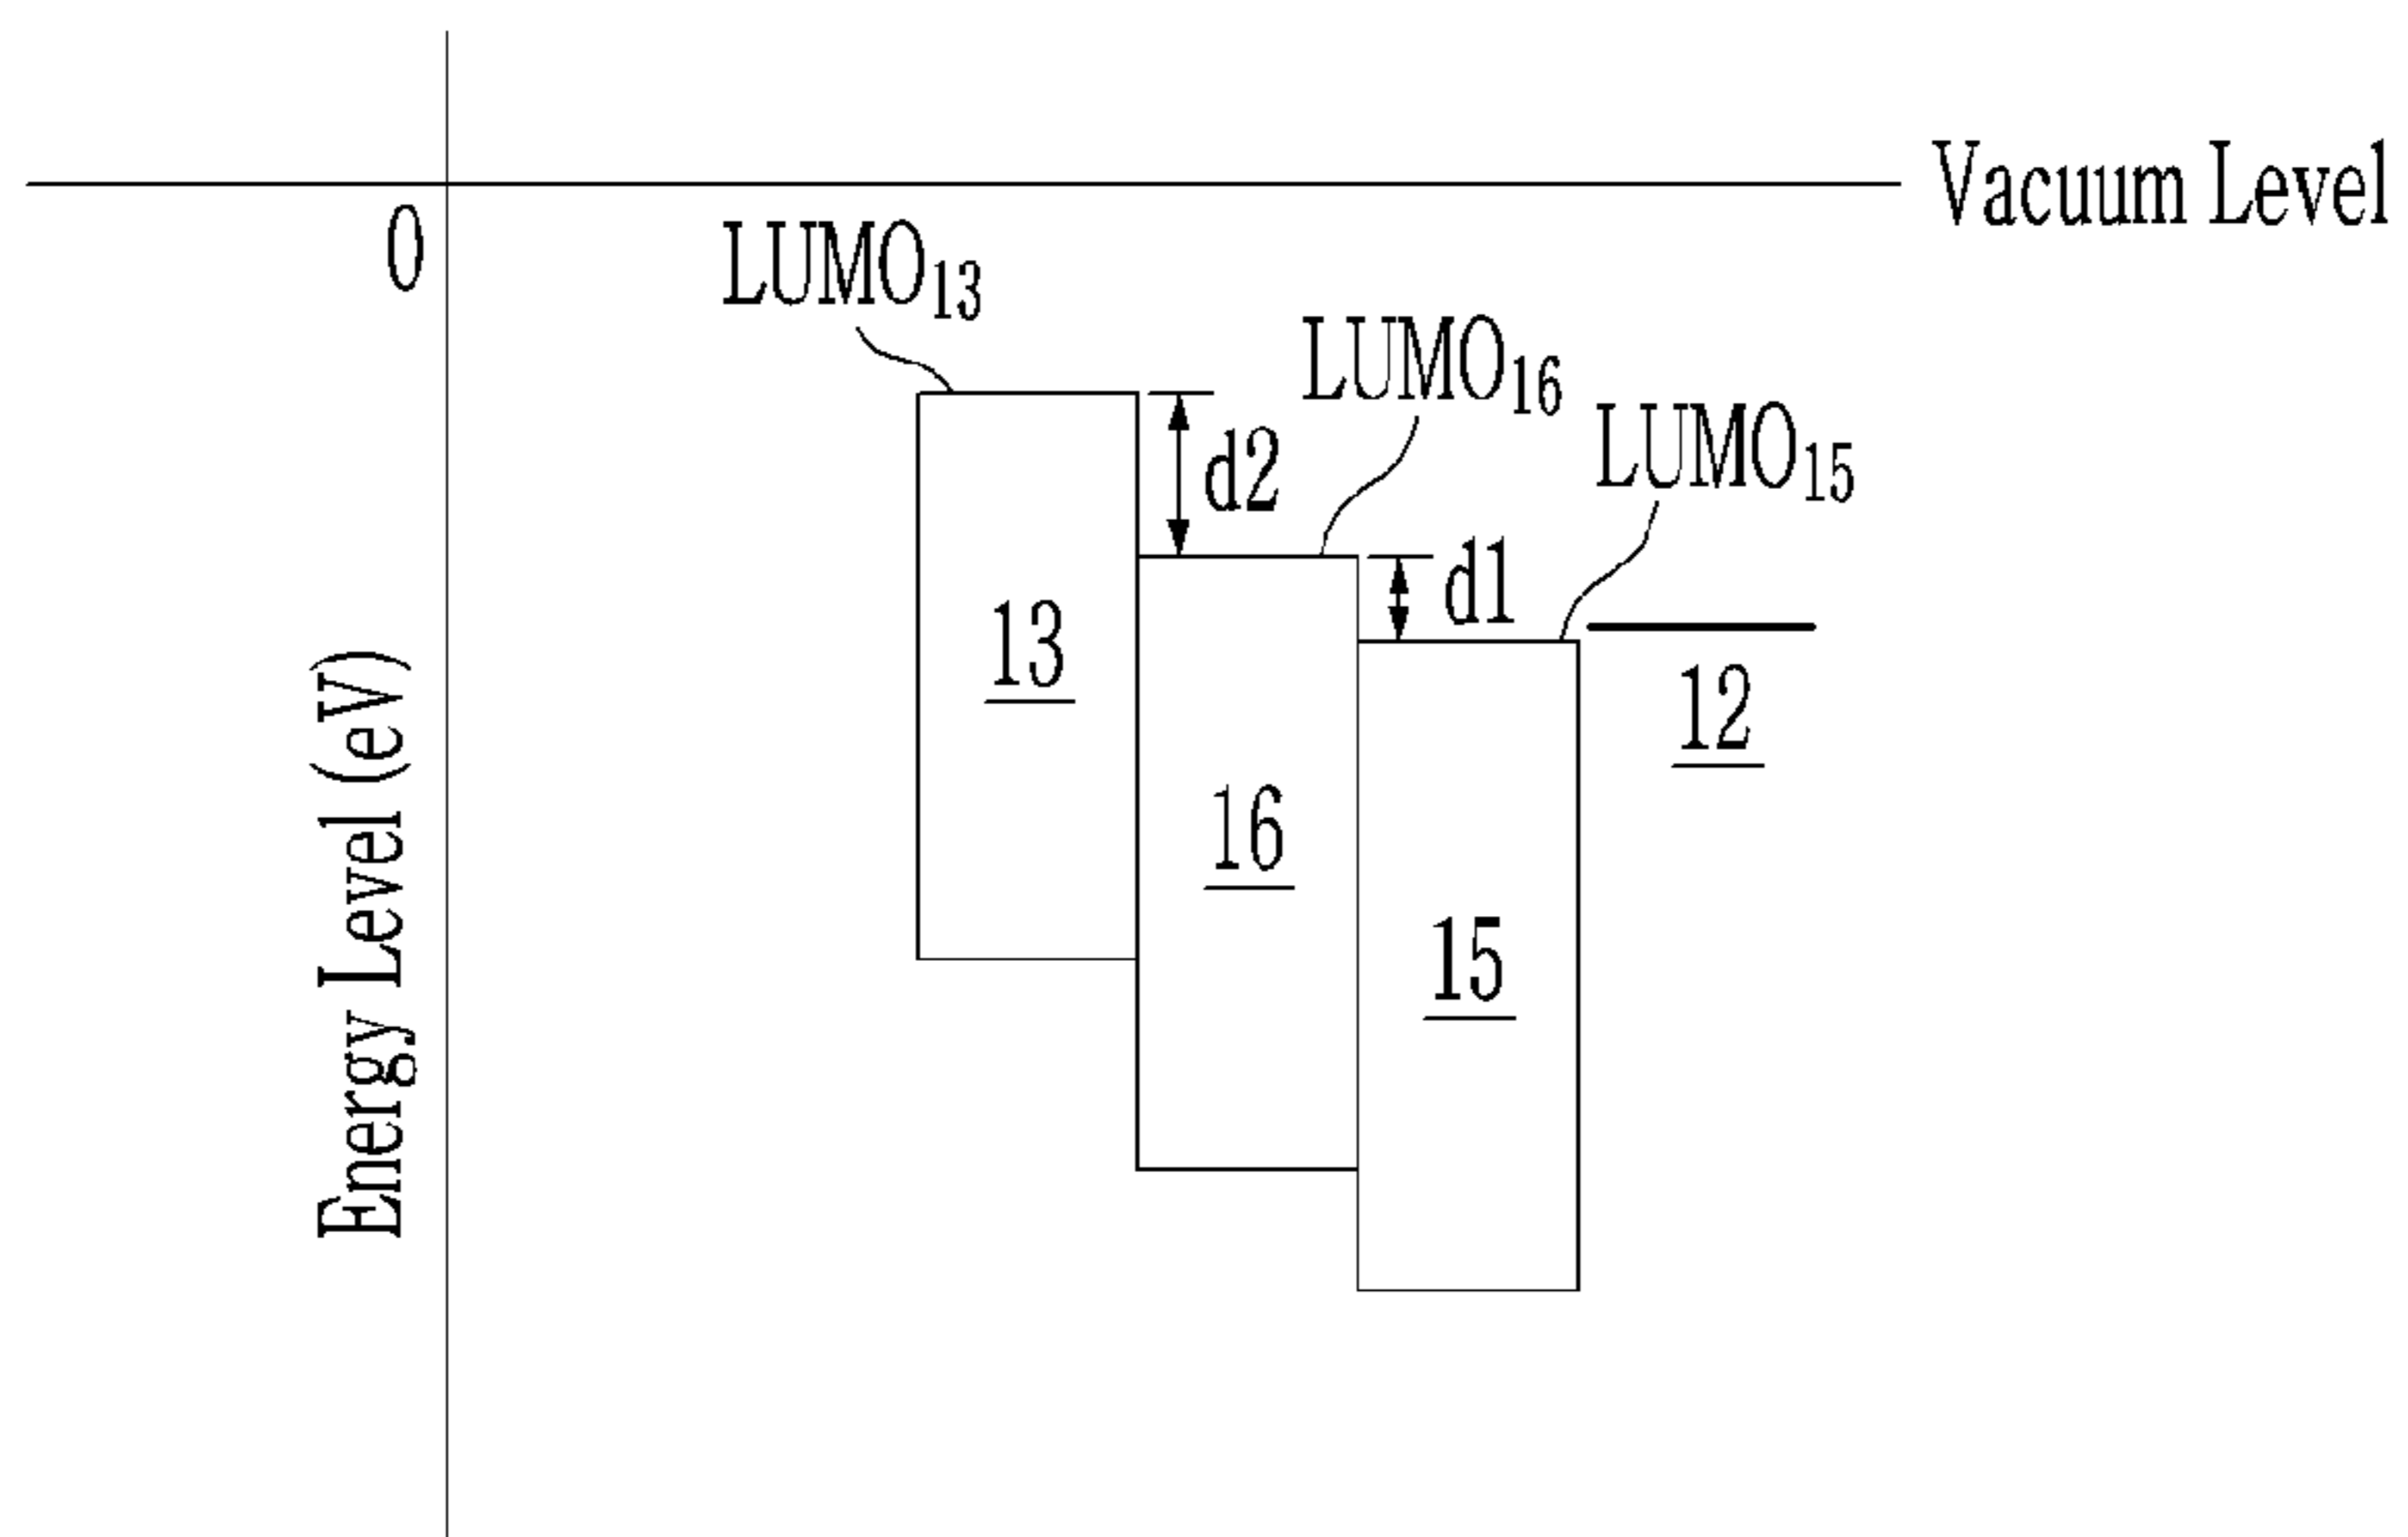 Vacuum Level
0
LUMO₁₃
LUMO₁₆
LUMO₁₅
d2
d1
13
12
16
15
Energy Level (eV)